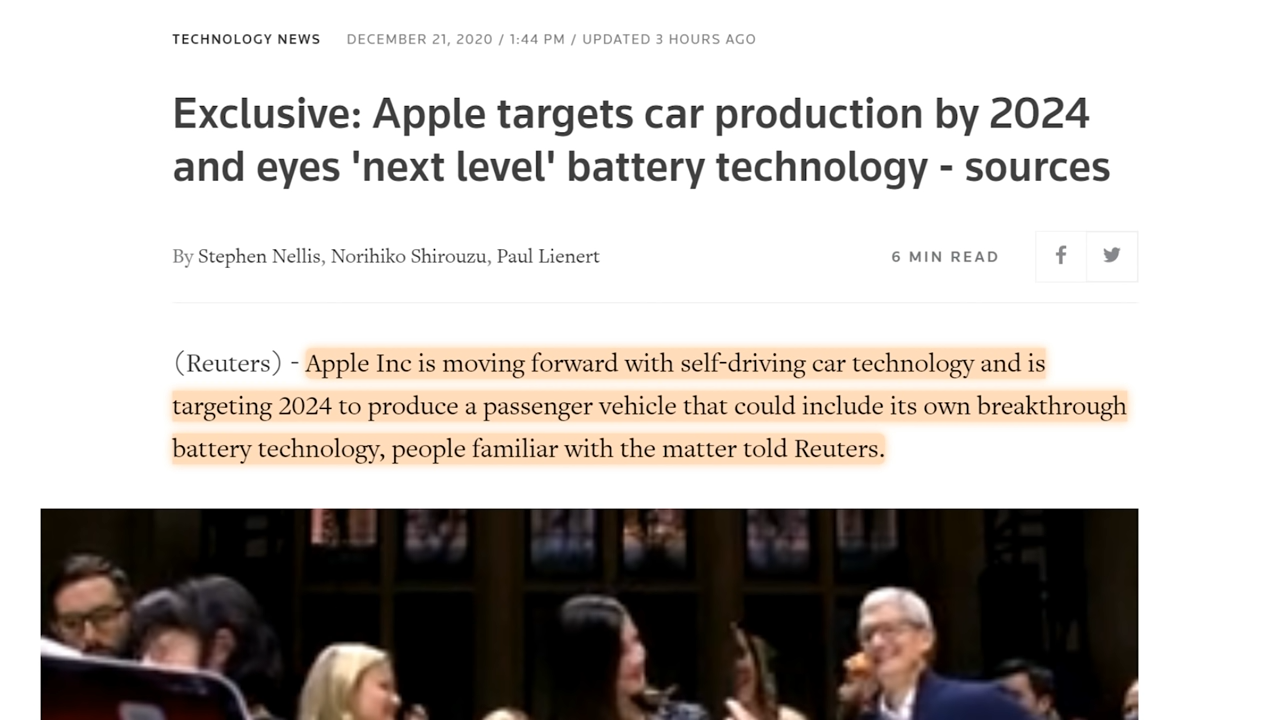 TECHNOLOGY NEWS DECEMBER 21, 2020 / 1:44 PM / UPDATED 3 HOURS AGO
Exclusive: Apple targets car production by 2024
and eyes 'next level' battery technology - sources
By Stephen Nellis, Norihiko Shirouzu, Paul Lienert 6 MIN READ
(Reuters) - Apple Inc is moving forward with self-driving car technology and is
targeting 2024 to produce a passenger vehicle that could include its own breakthrough
battery technology, people familiar with the matter told Reuters.